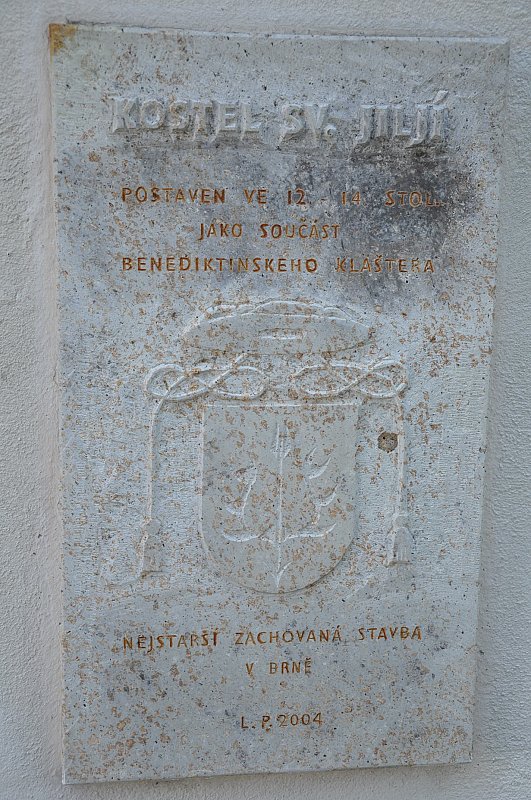 KOSTEL SV. JILJÍ
POSTAVEN VE 12 - 14. STOL.
JAKO SOUČÁST
BENEDIKTINSKÉHO KLÁŠTERA
NEJSTARŠÍ ZACHOVANÁ STAVBA
V BRNĚ
L. P. 2004